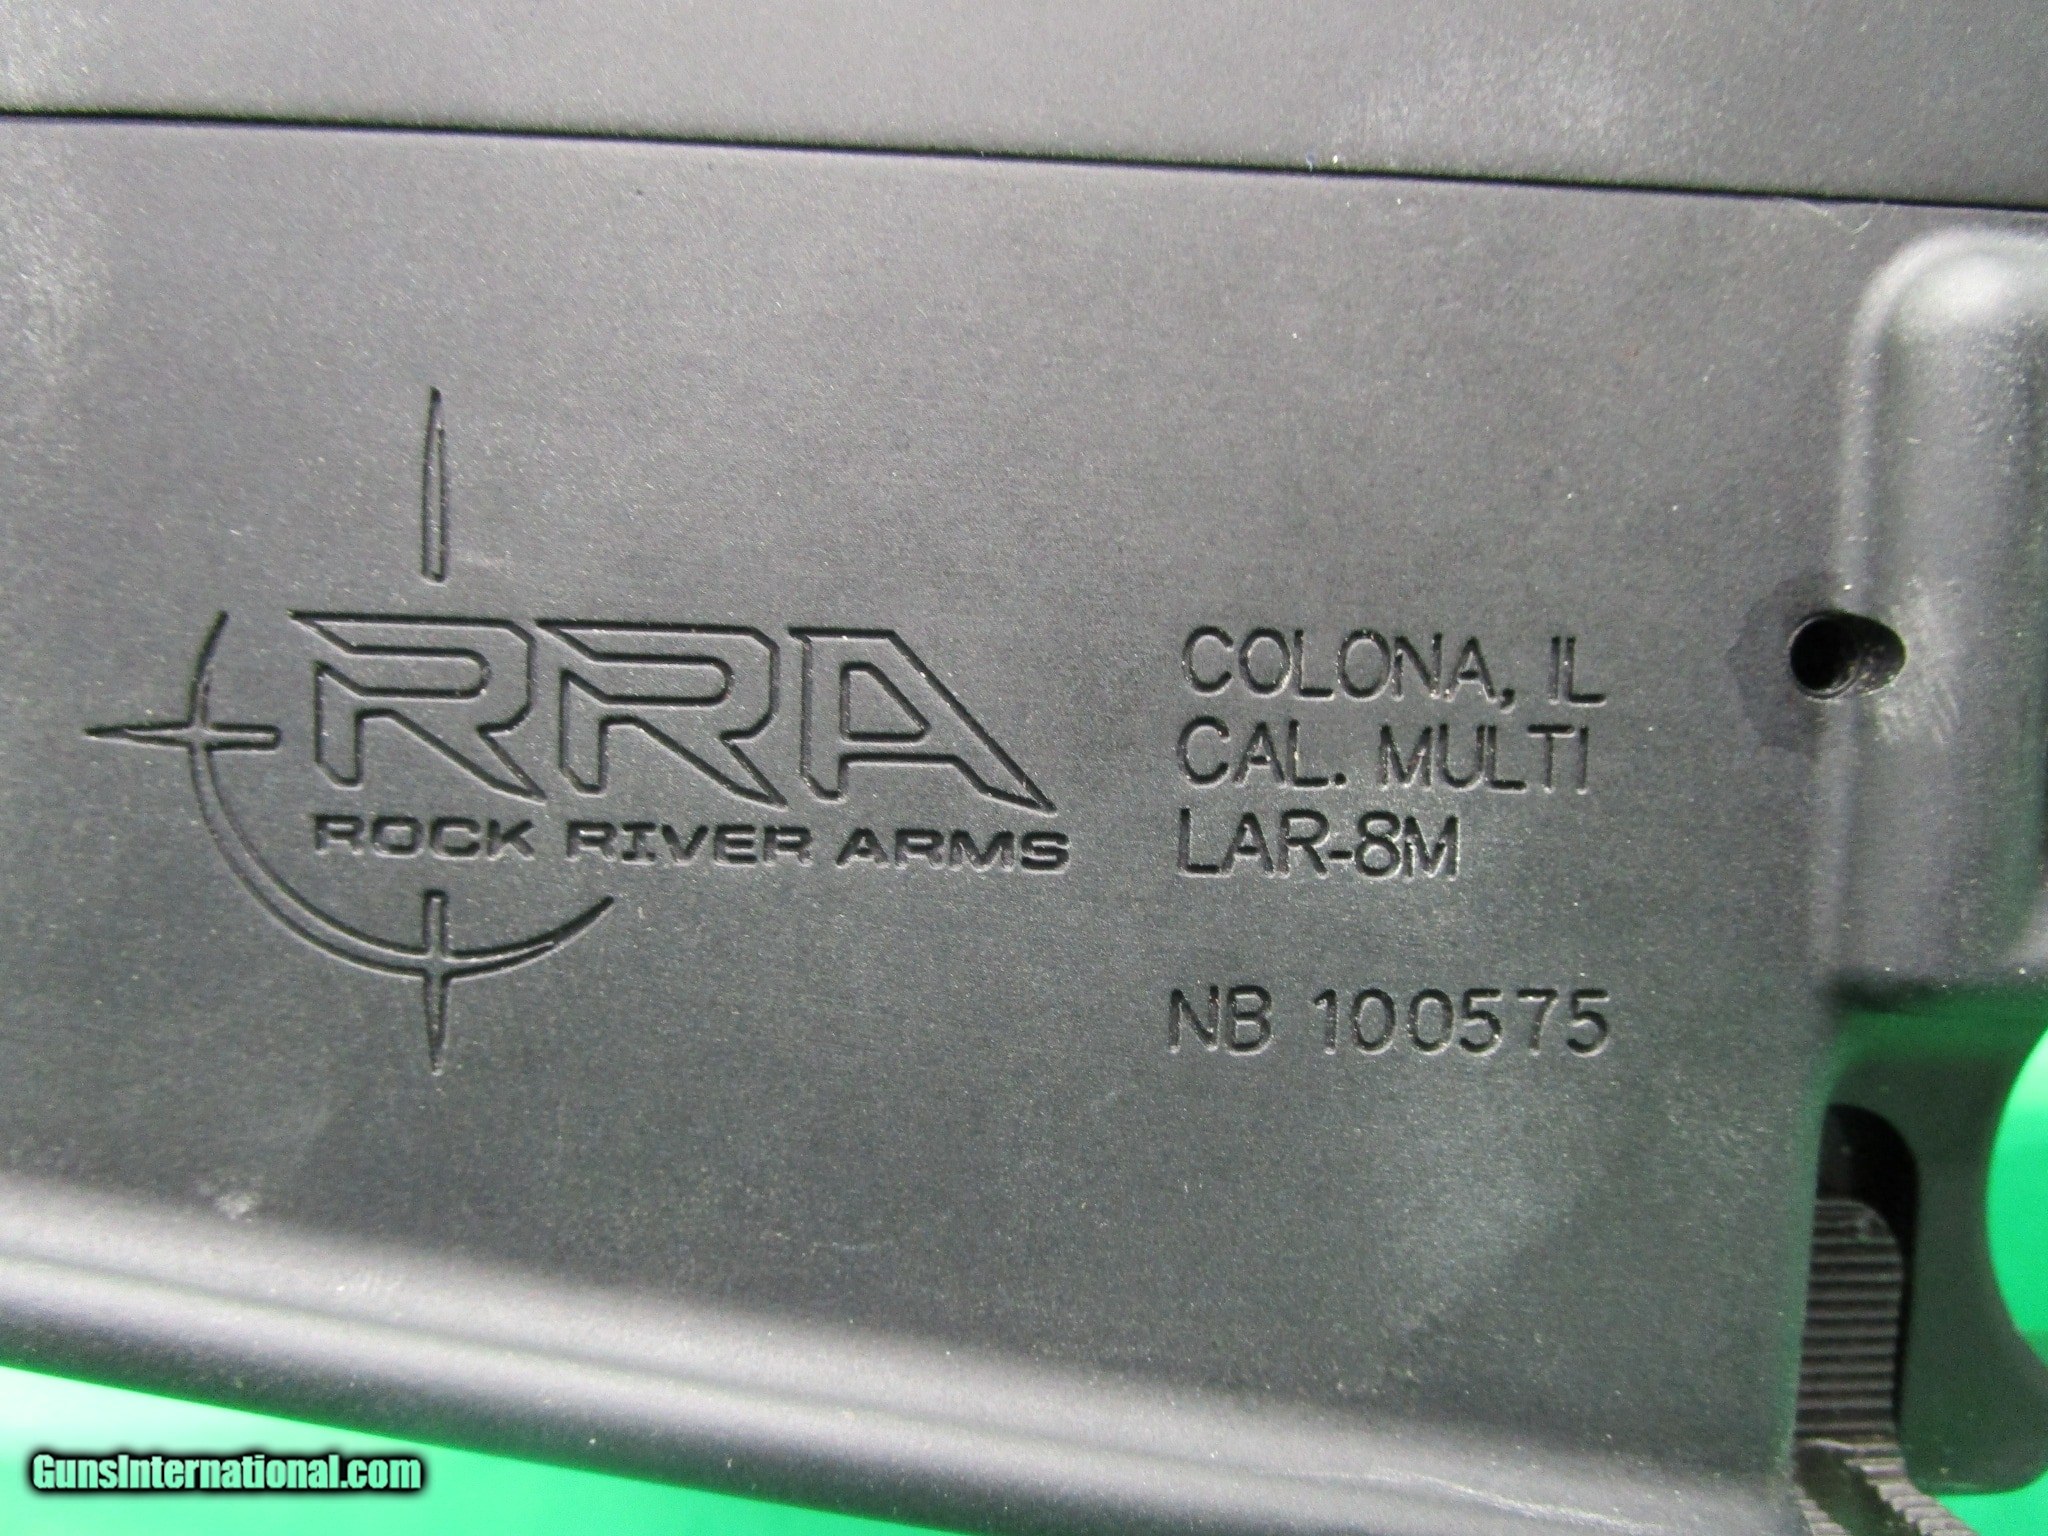 RRA
ROCK RIVER ARMS
COLONA, IL
CAL. MULTI
LAR-8M
NB 100575
GunsInternational.com